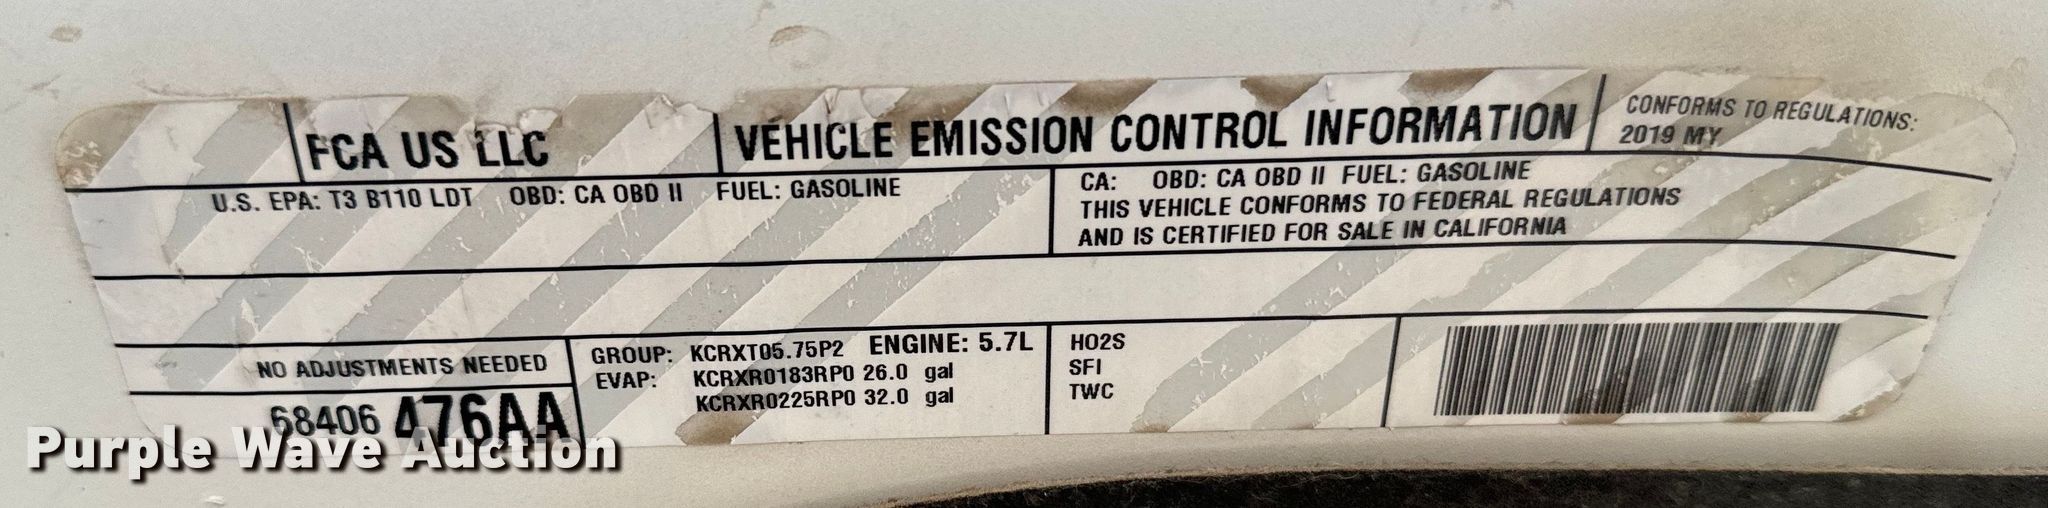 FCA US LLC
VEHICLE EMISSION CONTROL INFORMATION
CONFORMS TO REGULATIONS:
2019 MY
U.S. EPA: T3 B110 LDT OBD: CA OBD II FUEL: GASOLINE
CA: OBD: CA OBD II FUEL: GASOLINE
THIS VEHICLE CONFORMS TO FEDERAL REGULATIONS
AND IS CERTIFIED FOR SALE IN CALIFORNIA
NO ADJUSTMENTS NEEDED
68406 476AA
GROUP: KCRXT05.75P2 ENGINE: 5.7L
EVAP: KCRXR0183RP0 26.0 gal
KCRXR0225RP0 32.0 gal
HO2S
SFI
TWC
Purple Wave Auction